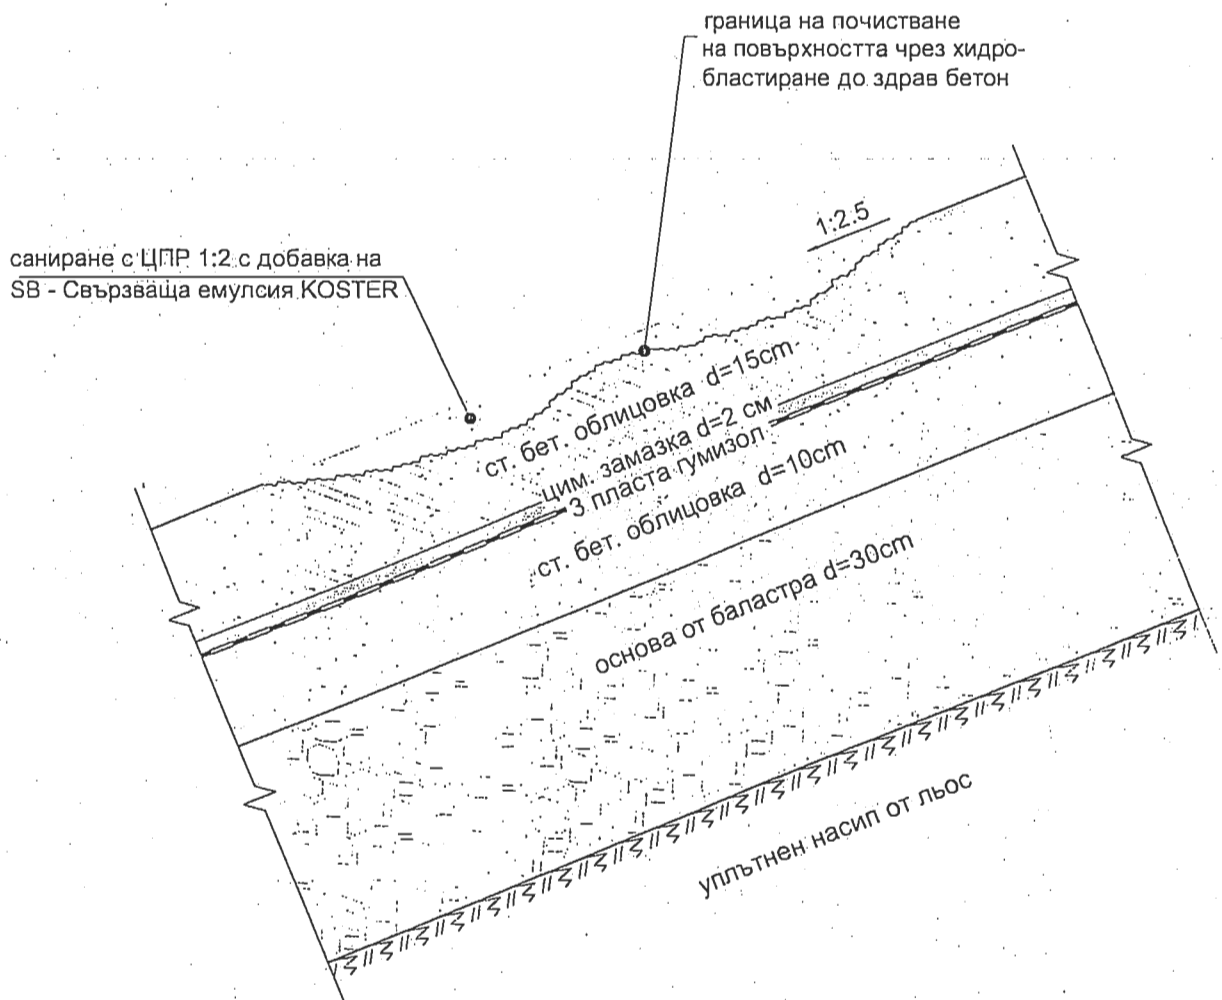 граница на почистване
на повърхността чрез хидро-
бластиране до здрав бетон
1:2.5
саниране с ЦПР 1:2 с добавка на
SB - Свързваща емулсия KOSTER
ст. бет. облицовка d=15cm
цим. замазка d=2 см
3 пласта гумизол
ст. бет. облицовка d=10cm
основа от баластра d=30cm
уплътнен насип от льос